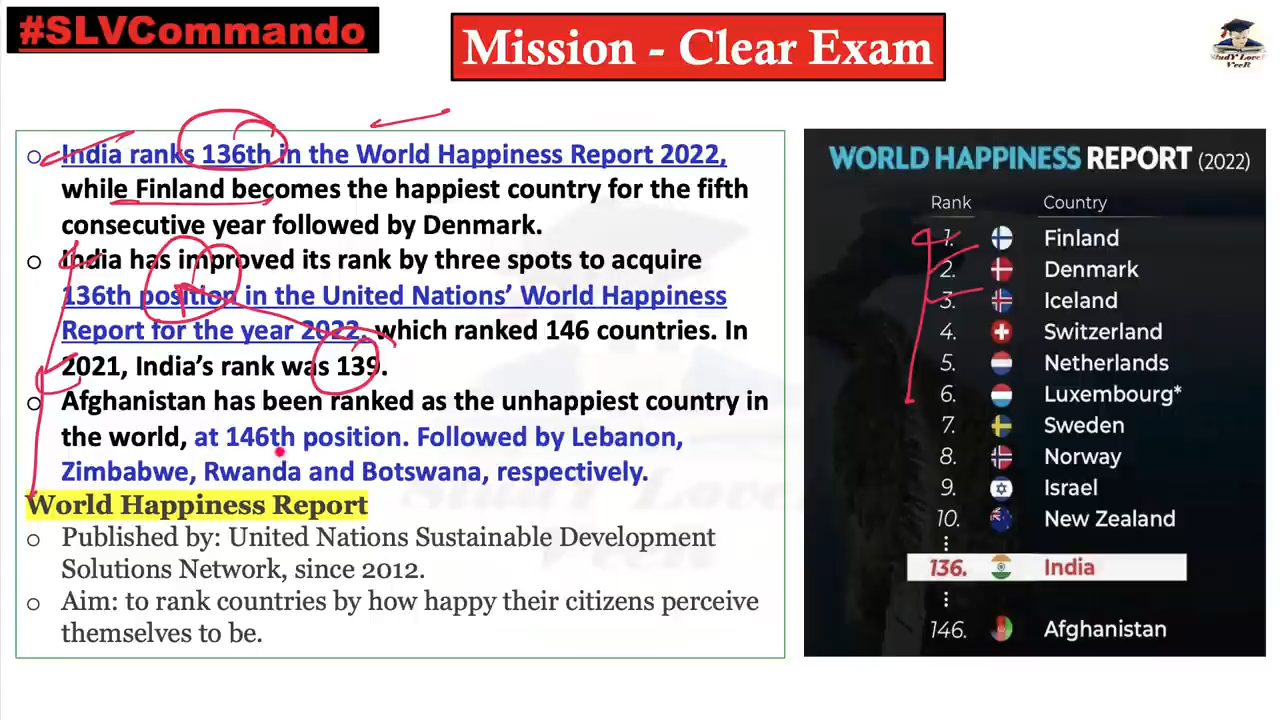 #SLVCommando
Mission - Clear Exam
StudY LoveR
VeeR
India ranks 136th in the World Happiness Report 2022,
while Finland becomes the happiest country for the fifth
consecutive year followed by Denmark.
India has improved its rank by three spots to acquire
136th position in the United Nations’ World Happiness
Report for the year 2022, which ranked 146 countries. In
2021, India’s rank was 139.
Afghanistan has been ranked as the unhappiest country in
the world, at 146th position. Followed by Lebanon,
Zimbabwe, Rwanda and Botswana, respectively.
World Happiness Report
Published by: United Nations Sustainable Development
Solutions Network, since 2012.
Aim: to rank countries by how happy their citizens perceive
themselves to be.
WORLD HAPPINESS REPORT (2022)
Rank Country
1. Finland
2. Denmark
3. Iceland
4. Switzerland
5. Netherlands
6. Luxembourg*
7. Sweden
8. Norway
9. Israel
10. New Zealand
136. India
146. Afghanistan